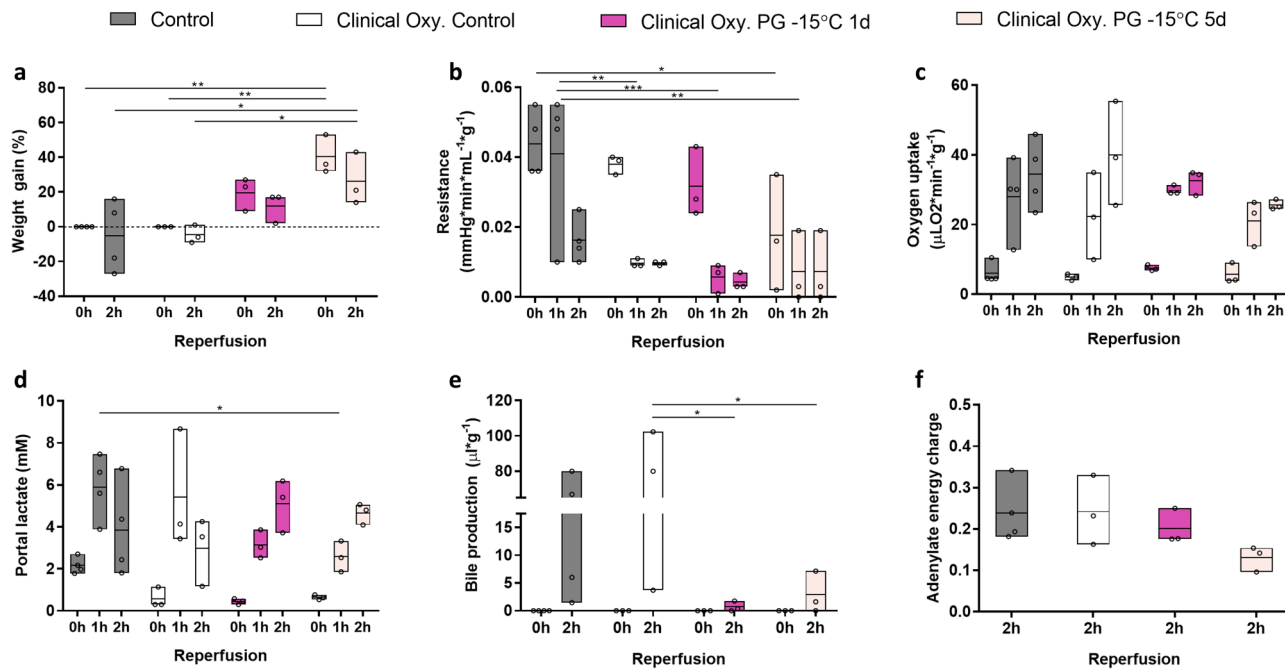 Control
Clinical Oxy. Control
Clinical Oxy. PG -15°C 1d
Clinical Oxy. PG -15°C 5d
a
**
**
*
*
Weight gain (%)
60
40
20
0
-20
-40
0h 2h 0h 2h 0h 2h 0h 2h
Reperfusion
b
*
**
***
**
Resistance
(mmHg*min*mL⁻¹*g⁻¹)
0.06
0.04
0.02
0.00
0h 1h 2h 0h 1h 2h 0h 1h 2h 0h 1h 2h
Reperfusion
c
Oxygen uptake
(µLO2*min⁻¹*g⁻¹)
60
40
20
0
0h 1h 2h 0h 1h 2h 0h 1h 2h 0h 1h 2h
Reperfusion
d
*
Portal lactate (mM)
10
8
6
4
2
0
0h 1h 2h 0h 1h 2h 0h 1h 2h 0h 1h 2h
Reperfusion
e
*
*
Bile production (µl*g⁻¹)
120
100
80
60
15
10
5
0
0h 2h 0h 2h 0h 2h 0h 2h
Reperfusion
f
Adenylate energy charge
0.5
0.4
0.3
0.2
0.1
0.0
2h 2h 2h 2h
Reperfusion